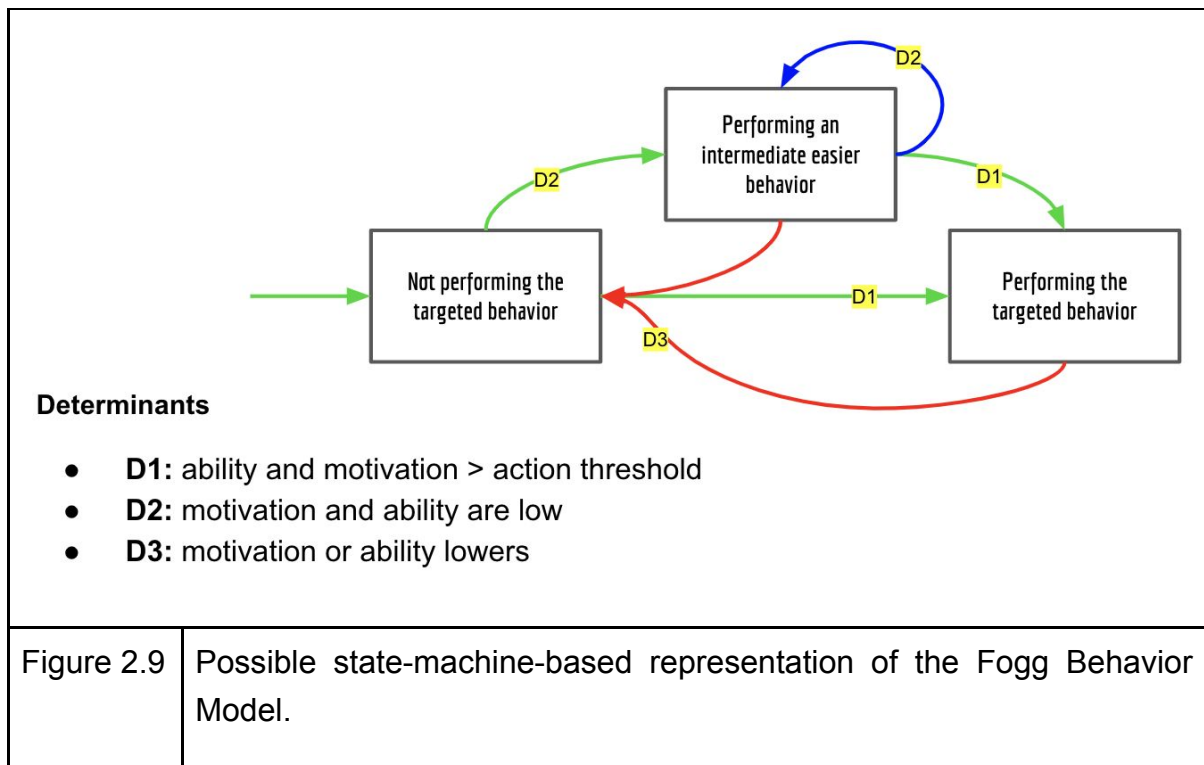 D2
Performing an
intermediate easier
behavior
D2
D1
Not performing the
targeted behavior
D1
Performing the
targeted behavior
D3
Determinants
● D1: ability and motivation > action threshold
● D2: motivation and ability are low
● D3: motivation or ability lowers
Figure 2.9
Possible state-machine-based representation of the Fogg Behavior
Model.